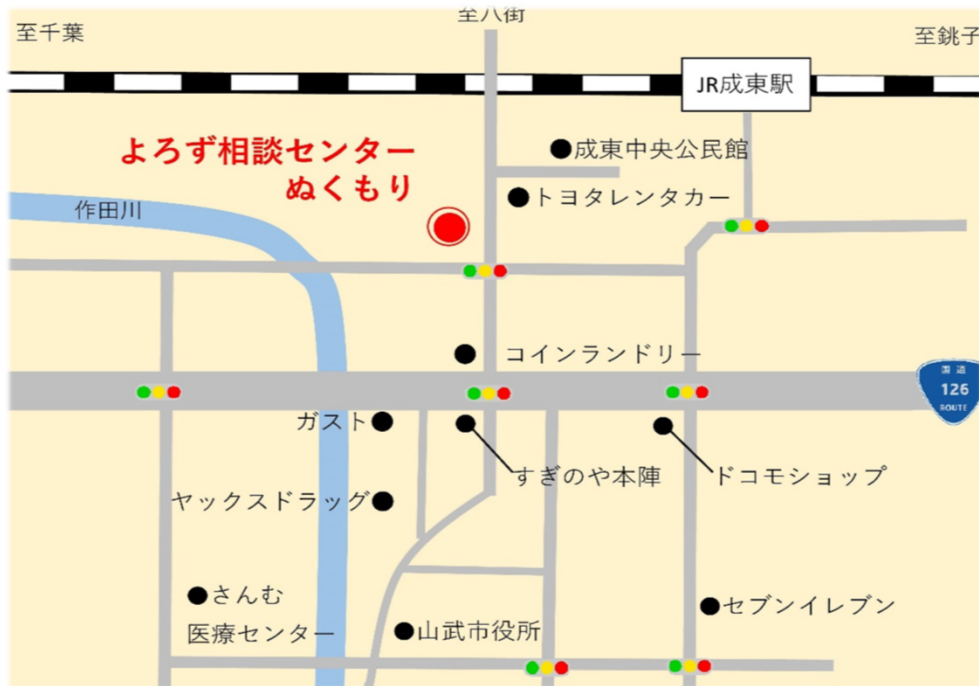 至八街
至千葉
至銚子
JR成東駅
よろず相談センター
ぬくもり
成東中央公民館
トヨタレンタカー
作田川
コインランドリー
国道
126
ROUTE
ガスト
すぎのや本陣
ドコモショップ
ヤックスドラッグ
さんむ
医療センター
山武市役所
セブンイレブン